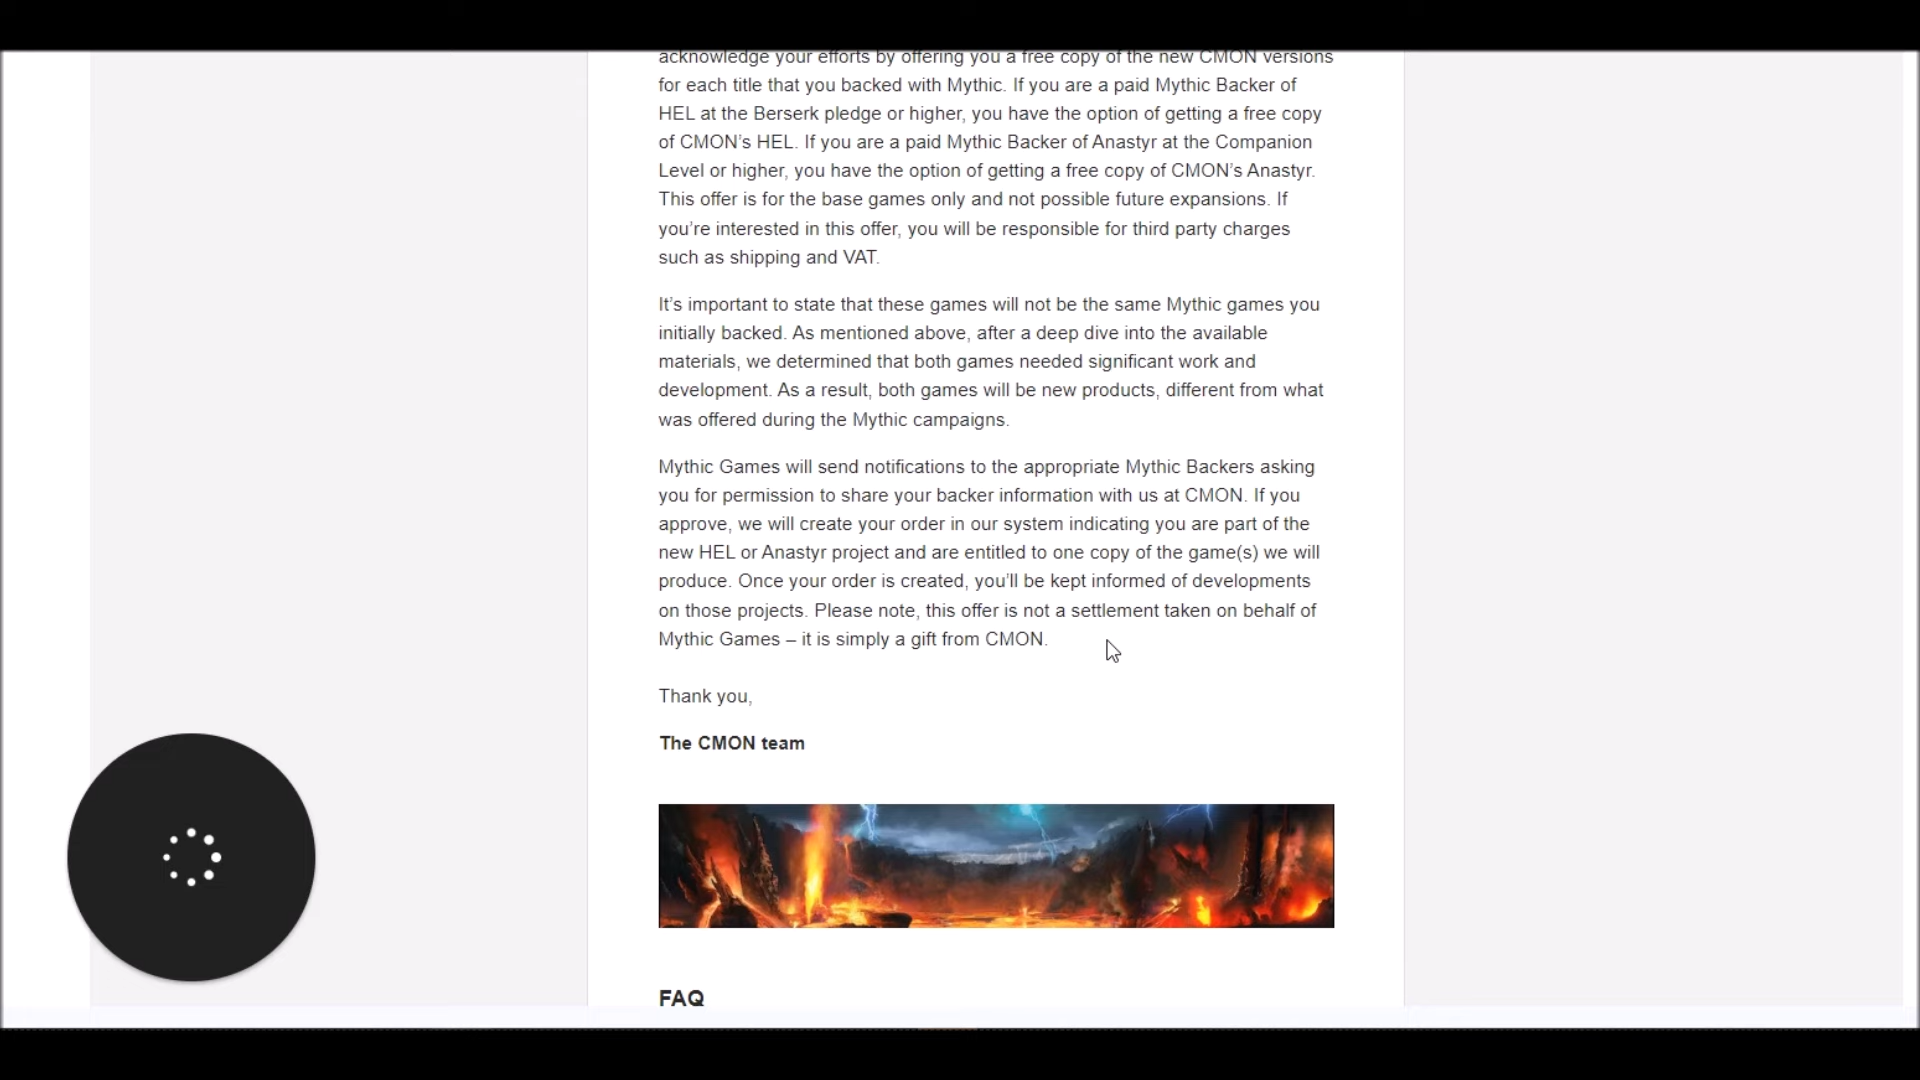 acknowledge your efforts by offering you a free copy of the new CMON versions
for each title that you backed with Mythic. If you are a paid Mythic Backer of
HEL at the Berserk pledge or higher, you have the option of getting a free copy
of CMON’s HEL. If you are a paid Mythic Backer of Anastyr at the Companion
Level or higher, you have the option of getting a free copy of CMON’s Anastyr.
This offer is for the base games only and not possible future expansions. If
you’re interested in this offer, you will be responsible for third party charges
such as shipping and VAT.
It’s important to state that these games will not be the same Mythic games you
initially backed. As mentioned above, after a deep dive into the available
materials, we determined that both games needed significant work and
development. As a result, both games will be new products, different from what
was offered during the Mythic campaigns.
Mythic Games will send notifications to the appropriate Mythic Backers asking
you for permission to share your backer information with us at CMON. If you
approve, we will create your order in our system indicating you are part of the
new HEL or Anastyr project and are entitled to one copy of the game(s) we will
produce. Once your order is created, you’ll be kept informed of developments
on those projects. Please note, this offer is not a settlement taken on behalf of
Mythic Games – it is simply a gift from CMON.
Thank you,
The CMON team
FAQ